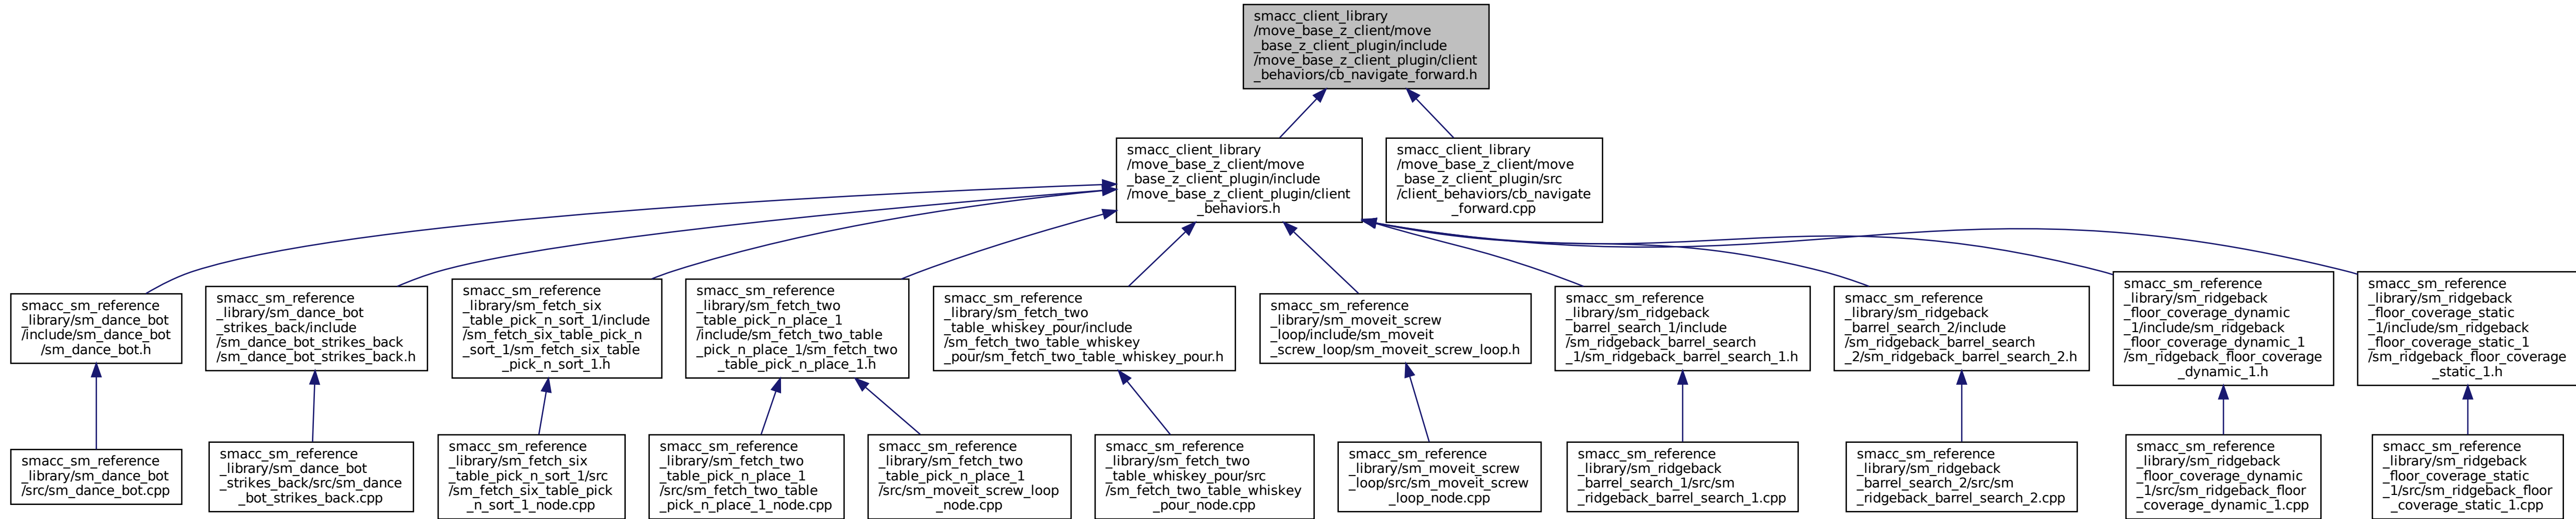 smacc_client_library
/move_base_z_client/move
_base_z_client_plugin/include
/move_base_z_client_plugin/client
_behaviors/cb_navigate_forward.h
smacc_client_library
/move_base_z_client/move
_base_z_client_plugin/include
/move_base_z_client_plugin/client
_behaviors.h
smacc_client_library
/move_base_z_client/move
_base_z_client_plugin/src
/client_behaviors/cb_navigate
_forward.cpp
smacc_sm_reference
_library/sm_dance_bot
/include/sm_dance_bot
/sm_dance_bot.h
smacc_sm_reference
_library/sm_dance_bot
_strikes_back/include
/sm_dance_bot_strikes_back
/sm_dance_bot_strikes_back.h
smacc_sm_reference
_library/sm_fetch_six
_table_pick_n_sort_1/include
/sm_fetch_six_table_pick_n
_sort_1/sm_fetch_six_table
_pick_n_sort_1.h
smacc_sm_reference
_library/sm_fetch_two
_table_pick_n_place_1
/include/sm_fetch_two_table
_pick_n_place_1/sm_fetch_two
_table_pick_n_place_1.h
smacc_sm_reference
_library/sm_fetch_two
_table_whiskey_pour/include
/sm_fetch_two_table_whiskey
_pour/sm_fetch_two_table_whiskey_pour.h
smacc_sm_reference
_library/sm_moveit_screw
_loop/include/sm_moveit
_screw_loop/sm_moveit_screw_loop.h
smacc_sm_reference
_library/sm_ridgeback
_barrel_search_1/include
/sm_ridgeback_barrel_search
_1/sm_ridgeback_barrel_search_1.h
smacc_sm_reference
_library/sm_ridgeback
_barrel_search_2/include
/sm_ridgeback_barrel_search
_2/sm_ridgeback_barrel_search_2.h
smacc_sm_reference
_library/sm_ridgeback
_floor_coverage_dynamic
_1/include/sm_ridgeback
_floor_coverage_dynamic_1
/sm_ridgeback_floor_coverage
_dynamic_1.h
smacc_sm_reference
_library/sm_ridgeback
_floor_coverage_static
_1/include/sm_ridgeback
_floor_coverage_static_1
/sm_ridgeback_floor_coverage
_static_1.h
smacc_sm_reference
_library/sm_dance_bot
/src/sm_dance_bot.cpp
smacc_sm_reference
_library/sm_dance_bot
_strikes_back/src/sm_dance
_bot_strikes_back.cpp
smacc_sm_reference
_library/sm_fetch_six
_table_pick_n_sort_1/src
/sm_fetch_six_table_pick
_n_sort_1_node.cpp
smacc_sm_reference
_library/sm_fetch_two
_table_pick_n_place_1
/src/sm_fetch_two_table
_pick_n_place_1_node.cpp
smacc_sm_reference
_library/sm_fetch_two
_table_pick_n_place_1
/src/sm_moveit_screw_loop
_node.cpp
smacc_sm_reference
_library/sm_fetch_two
_table_whiskey_pour/src
/sm_fetch_two_table_whiskey
_pour_node.cpp
smacc_sm_reference
_library/sm_moveit_screw
_loop/src/sm_moveit_screw
_loop_node.cpp
smacc_sm_reference
_library/sm_ridgeback
_barrel_search_1/src/sm
_ridgeback_barrel_search_1.cpp
smacc_sm_reference
_library/sm_ridgeback
_barrel_search_2/src/sm
_ridgeback_barrel_search_2.cpp
smacc_sm_reference
_library/sm_ridgeback
_floor_coverage_dynamic
_1/src/sm_ridgeback_floor
_coverage_dynamic_1.cpp
smacc_sm_reference
_library/sm_ridgeback
_floor_coverage_static
_1/src/sm_ridgeback_floor
_coverage_static_1.cpp